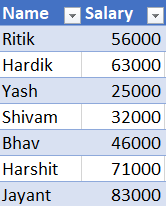 Name Salary
Ritik 56000
Hardik 63000
Yash 25000
Shivam 32000
Bhav 46000
Harshit 71000
Jayant 83000